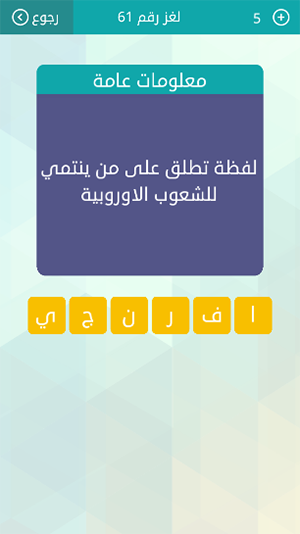 رجوع
لغز رقم 61
5
معلومات عامة
لفظة تطلق على من ينتمي
للشعوب الاوروبية
ا ف ر ن ج ي